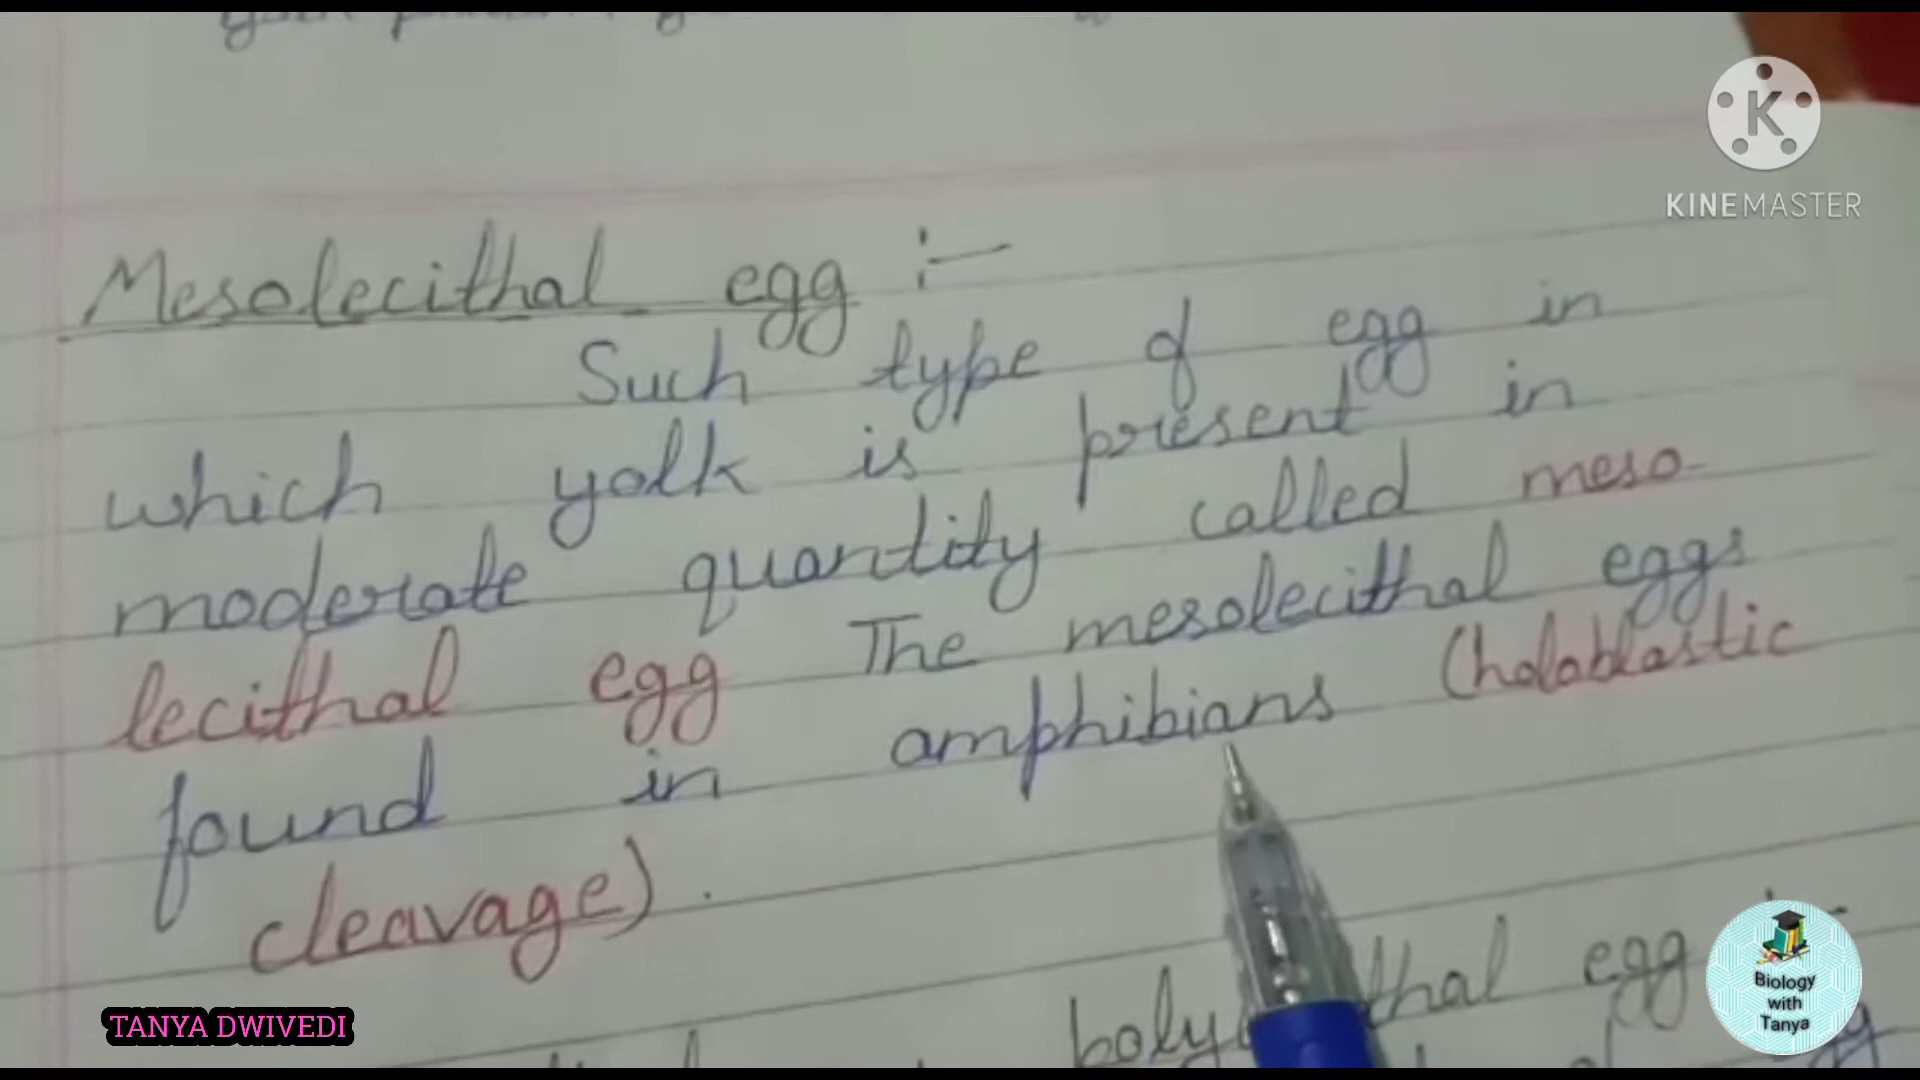 KINEMASTER
Mesolecithal egg :-
Such type of egg in
which yolk is present in
moderate quantity called meso-
lecithal egg The mesolecithal eggs
found in amphibians (holoblastic
cleavage).
egg
TANYA DWIVEDI
Biology
with
Tanya